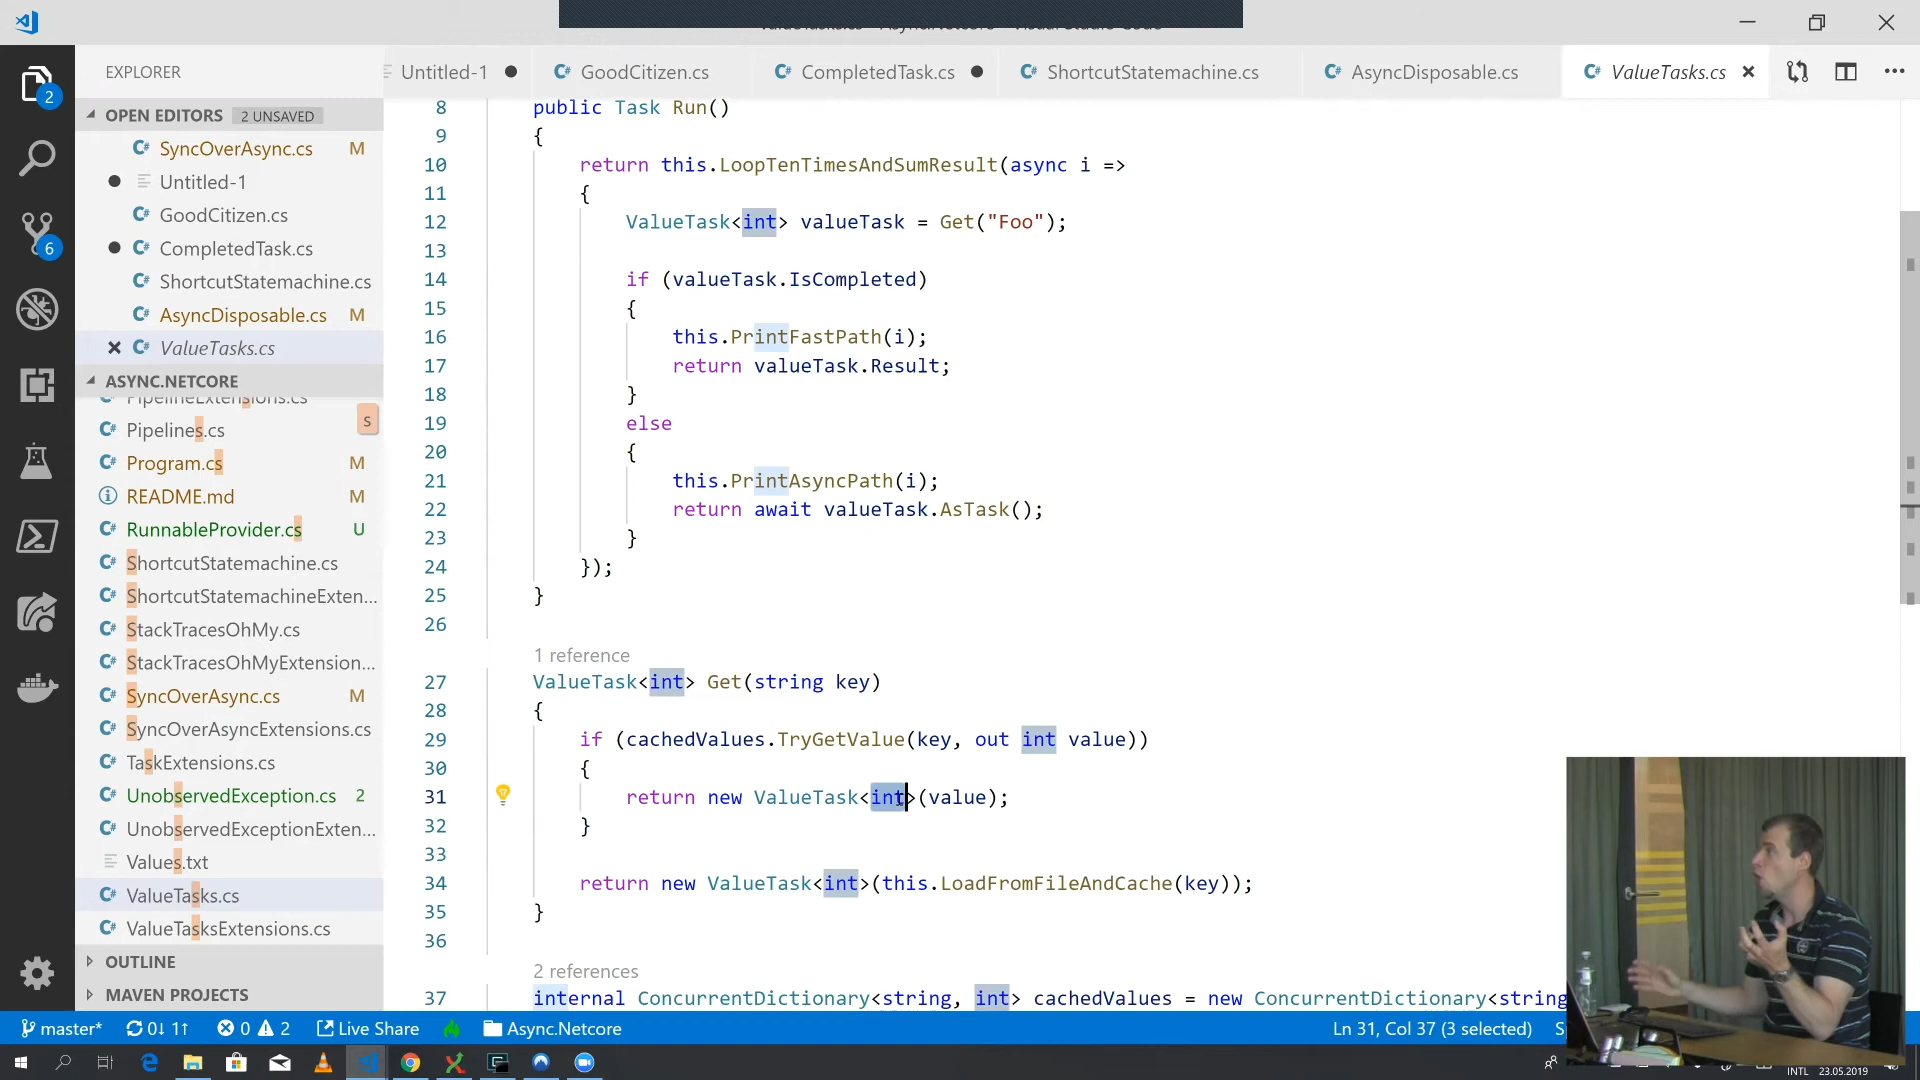 EXPLORER
Untitled-1
GoodCitizen.cs
CompletedTask.cs
ShortcutStatemachine.cs
AsyncDisposable.cs
ValueTasks.cs
2
OPEN EDITORS 2 UNSAVED
SyncOverAsync.cs M
Untitled-1
GoodCitizen.cs
CompletedTask.cs
ShortcutStatemachine.cs
AsyncDisposable.cs M
ValueTasks.cs
6
ASYNC.NETCORE
PipelineExtensions.cs
s
Pipelines.cs
Program.cs M
README.md M
RunnableProvider.cs U
ShortcutStatemachine.cs
ShortcutStatemachineExten...
StackTracesOhMy.cs
StackTracesOhMyExtension...
SyncOverAsync.cs M
SyncOverAsyncExtensions.cs
TaskExtensions.cs
UnobservedException.cs 2
UnobservedExceptionExten...
Values.txt
ValueTasks.cs
ValueTasksExtensions.cs
OUTLINE
MAVEN PROJECTS
8 public Task Run()
9 {
10 return this.LoopTenTimesAndSumResult(async i =>
11 {
12 ValueTask<int> valueTask = Get("Foo");
13
14 if (valueTask.IsCompleted)
15 {
16 this.PrintFastPath(i);
17 return valueTask.Result;
18 }
19 else
20 {
21 this.PrintAsyncPath(i);
22 return await valueTask.AsTask();
23 }
24 });
25 }
26
1 reference
27 ValueTask<int> Get(string key)
28 {
29 if (cachedValues.TryGetValue(key, out int value))
30 {
31 return new ValueTask<int>(value);
32 }
33
34 return new ValueTask<int>(this.LoadFromFileAndCache(key));
35 }
36
2 references
37 internal ConcurrentDictionary<string, int> cachedValues = new ConcurrentDictionary<string
master* 0↓ 1↑ 0 2 Live Share Async.Netcore Ln 31, Col 37 (3 selected) S
INTL 23.05.2019